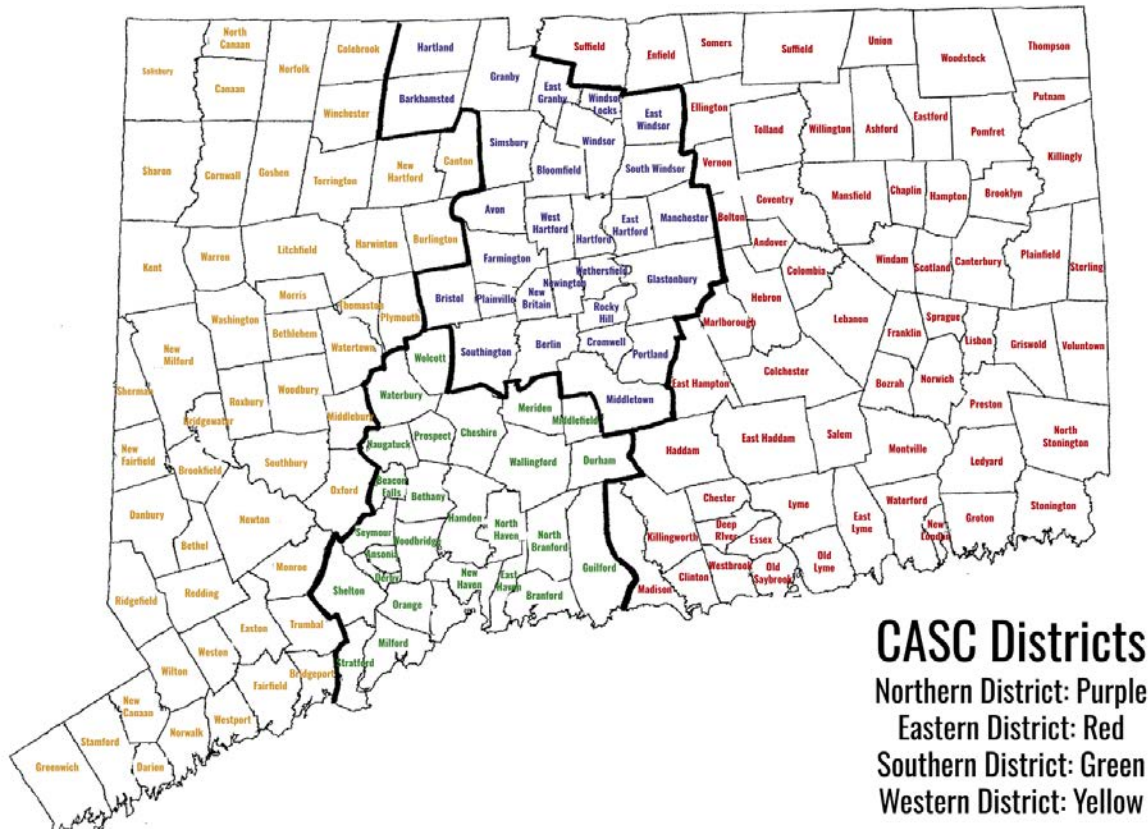 North
Canaan
Colebrook
Hartland
Suffield
Enfield
Somers
Suffield
Union
Woodstock
Thompson
Salisbury
Canaan
Norfolk
Granby
East
Granby
Windsor
Locks
Barkhamsted
Winchester
East
Windsor
Ellington
Tolland
Willington
Ashford
Eastford
Pomfret
Putnam
Killingly
Simsbury
Windsor
Bloomfield
South Windsor
Vernon
Sharon
Cornwall
Goshen
Torrington
New
Hartford
Canton
Coventry
Mansfield
Chaplin
Hampton
Brooklyn
Avon
West
Hartford
Hartford
East
Hartford
Manchester
Bolton
Andover
Kent
Warren
Litchfield
Harwinton
Burlington
Farmington
Wethersfield
Newington
Glastonbury
Hebron
Colombia
Windam
Scotland
Canterbury
Plainfield
Sterling
Morris
Thomaston
Plymouth
Bristol
Plainville
New
Britain
Rocky
Hill
Cromwell
Marlborough
Lebanon
Franklin
Sprague
Lisbon
Griswold
Voluntown
Washington
Bethlehem
Watertown
Wolcott
Southington
Berlin
Portland
New
Milford
Sherman
Roxbury
Woodbury
Middlebury
Waterbury
East Hampton
Colchester
Bozrah
Norwich
Preston
Bridgewater
Naugatuck
Prospect
Cheshire
Meriden
Middlefield
Middletown
North
Stonington
New
Fairfield
Brookfield
Southbury
Oxford
Beacon
Falls
Bethany
Wallingford
Durham
Haddam
East Haddam
Salem
Montville
Ledyard
Danbury
Bethel
Newton
Seymour
Ansonia
Woodbridge
Hamden
North
Haven
North
Branford
Killingworth
Chester
Deep
RIver
Essex
Lyme
East
Lyme
Waterford
New
London
Groton
Stonington
Ridgefield
Redding
Monroe
Shelton
Derby
Orange
New
Haven
East
Haven
Branford
Guilford
Madison
Clinton
Westbrook
Old
Saybrook
Old
Lyme
Wilton
Weston
Easton
Trumbal
Bridgeport
Stratford
Milford
New
Canaan
Norwalk
Westport
Fairfield
Greenwich
Stamford
Darien
CASC Districts
Northern District: Purple
Eastern District: Red
Southern District: Green
Western District: Yellow